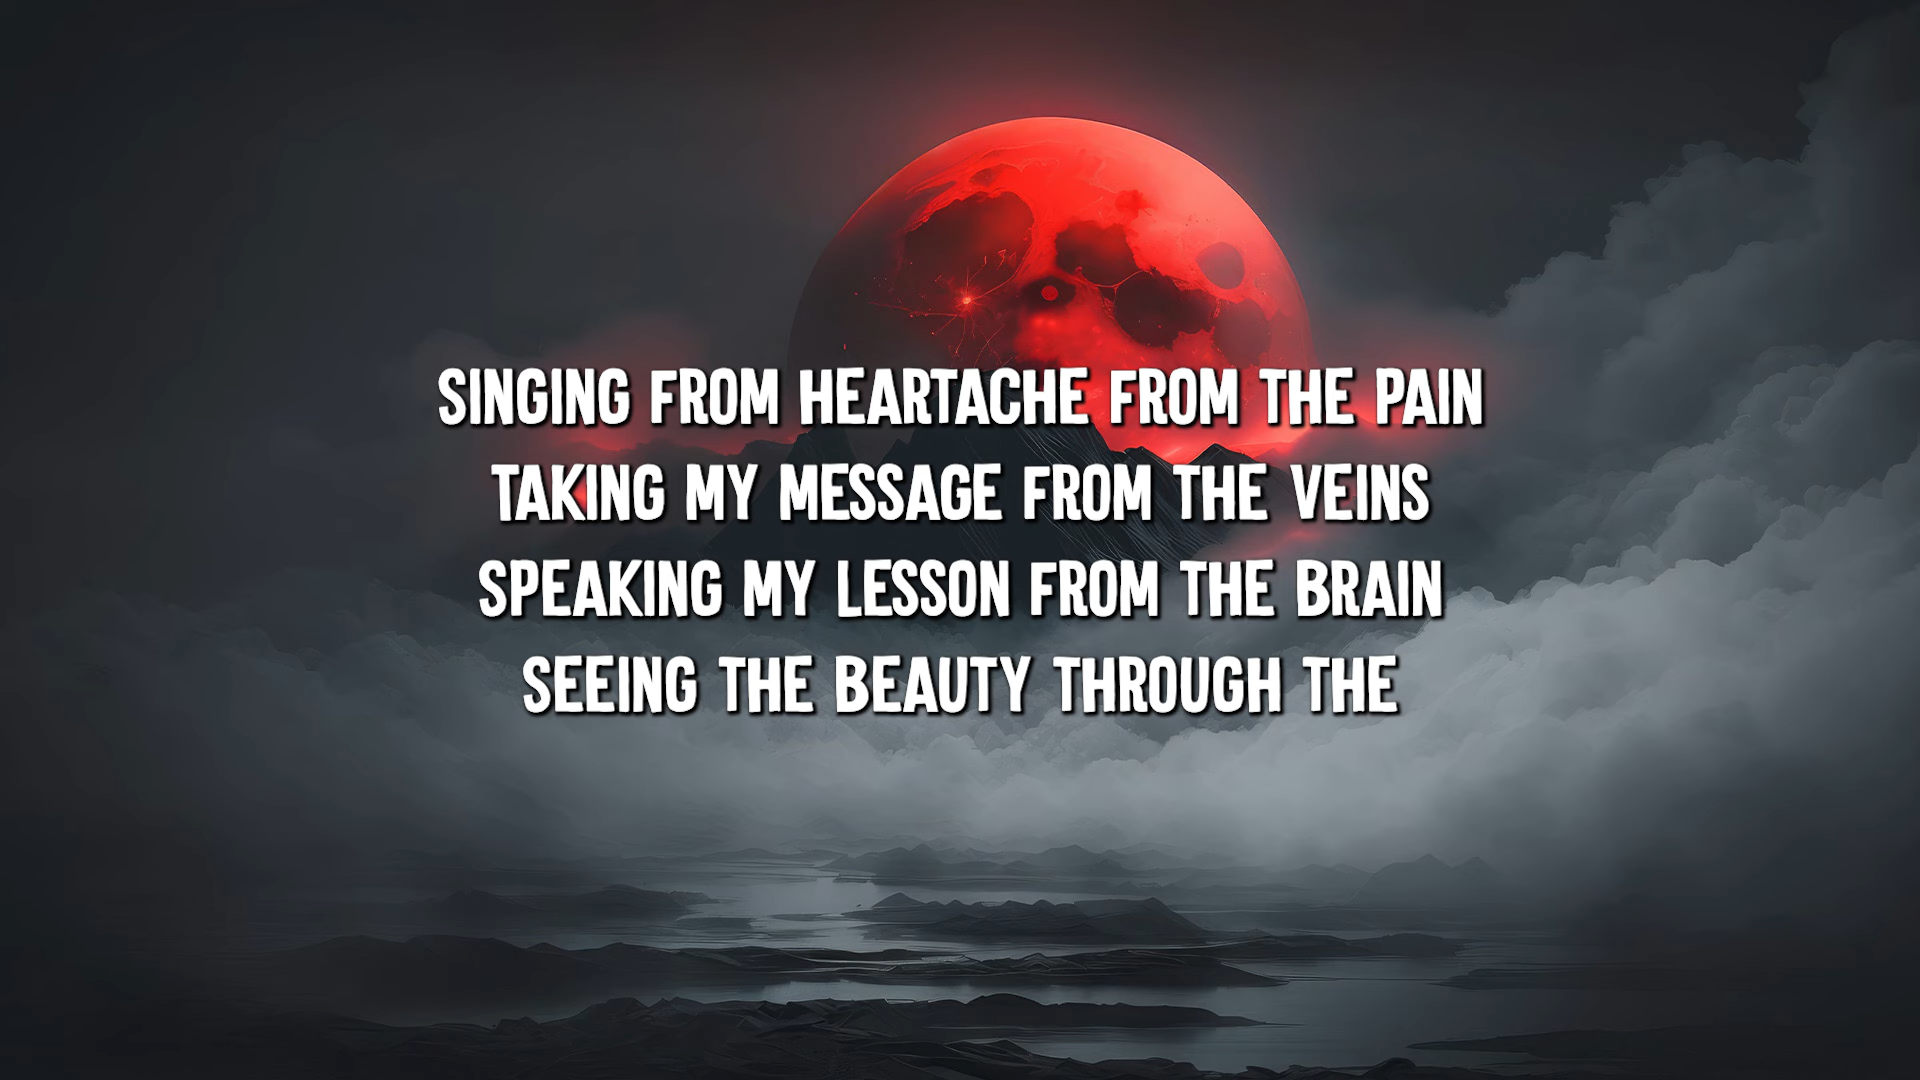 SINGING FROM HEARTACHE FROM THE PAIN
TAKING MY MESSAGE FROM THE VEINS
SPEAKING MY LESSON FROM THE BRAIN
SEEING THE BEAUTY THROUGH THE